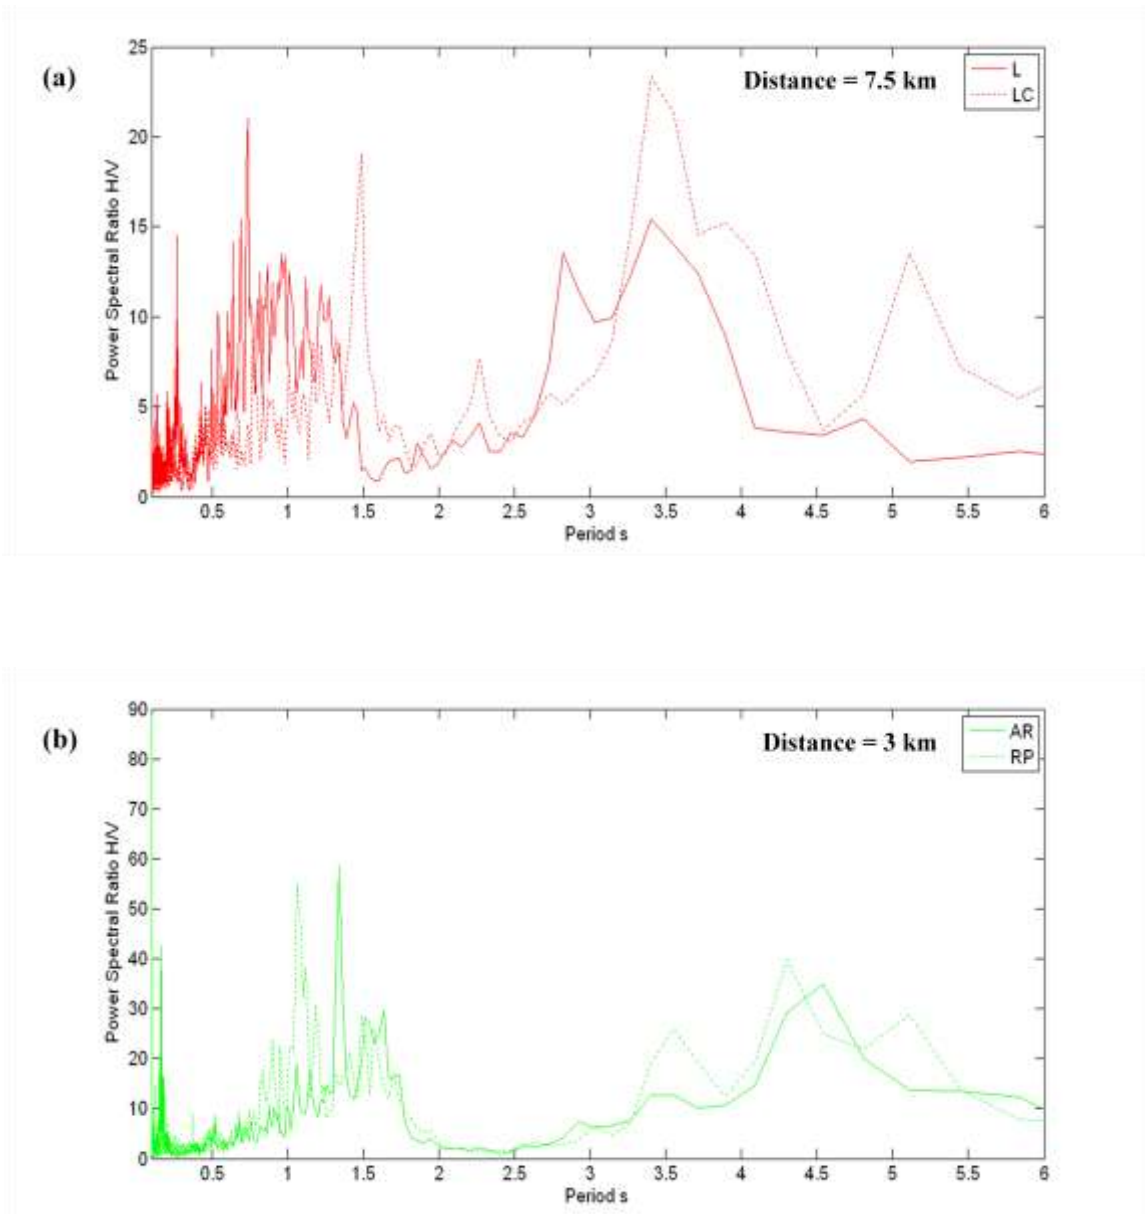 (a)
Distance = 7.5 km
L
LC
Power Spectral Ratio H/V
25
20
15
10
5
0
0.5 1 1.5 2 2.5 3 3.5 4 4.5 5 5.5 6
Period s
(b)
Distance = 3 km
AR
RP
Power Spectral Ratio H/V
90
80
70
60
50
40
30
20
10
0
0.5 1 1.5 2 2.5 3 3.5 4 4.5 5 5.5 6
Period s